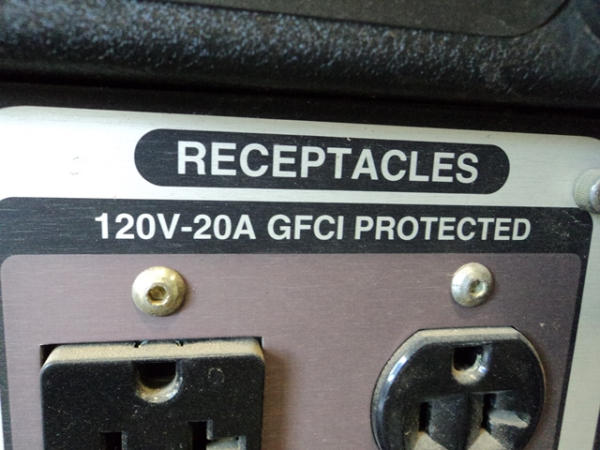 RECEPTACLES
120V-20A GFCI PROTECTED